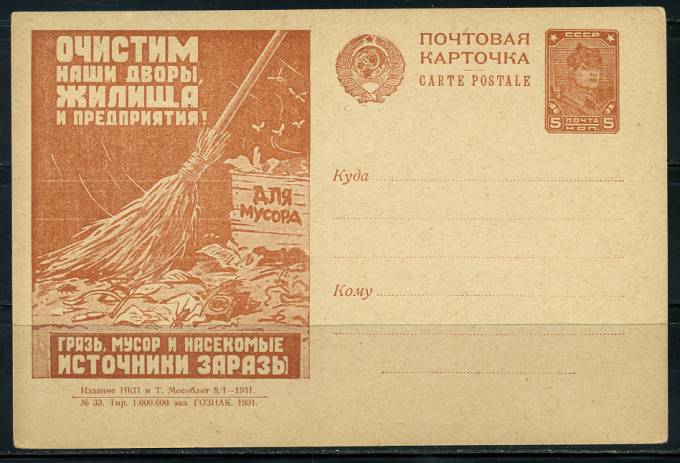 ОЧИСТИМ
НАШИ ДВОРЫ,
ЖИЛИЩА
И ПРЕДПРИЯТИЯ!
ДЛЯ
МУСОРА
ГРЯЗЬ, МУСОР И НАСЕКОМЫЕ
ИСТОЧНИКИ ЗАРАЗЫ
Издание НКП и Т. Мособлит 8/I—1931.
№ 33. Тир. 1.000.000 экз. ГОЗНАК. 1931.
ПОЧТОВАЯ
КАРТОЧКА
CARTE POSTALE
СССР
5 ПОЧТА 5
КОП.
Куда
Кому